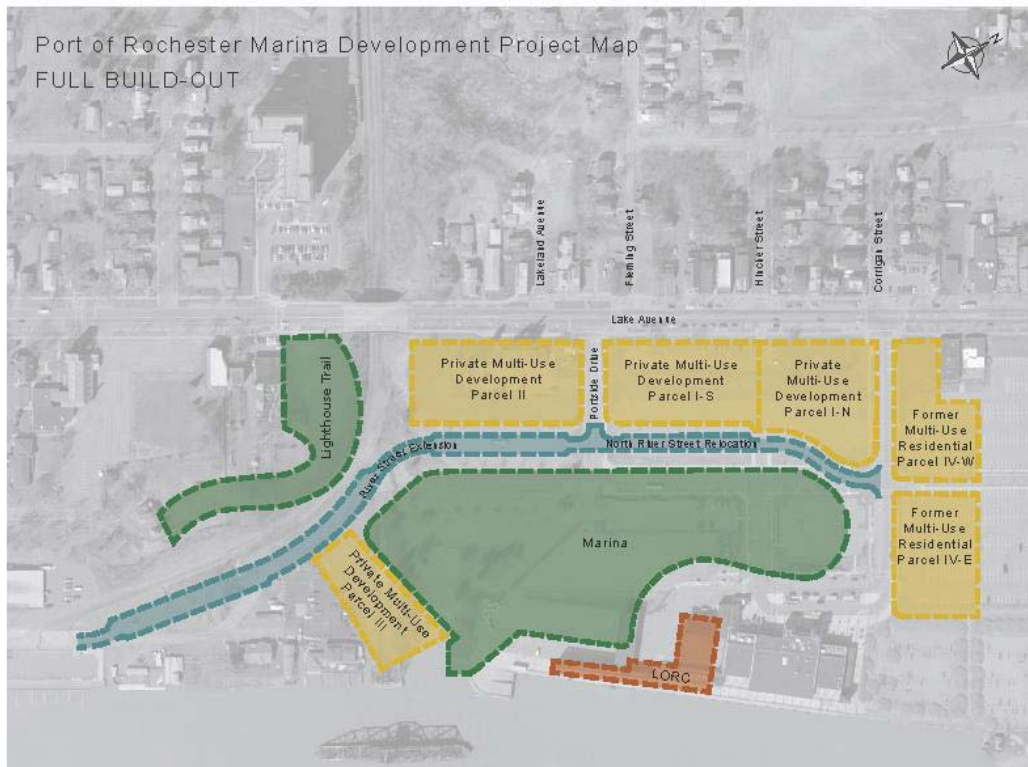 Port of Rochester Marina Development Project Map
FULL BUILD-OUT
N
Lakeland Avenue
Fleming Street
Hincher Street
Corrigan Street
Lake Avenue
Lighthouse Trail
Private Multi-Use
Development
Parcel II
Portside Drive
Private Multi-Use
Development
Parcel I-S
Private
Multi-Use
Development
Parcel I-N
Former
Multi-Use
Residential
Parcel IV-W
River Street Extension
North River Street Relocation
Former
Multi-Use
Residential
Parcel IV-E
Marina
Private Multi-Use
Development
Parcel III
LORC